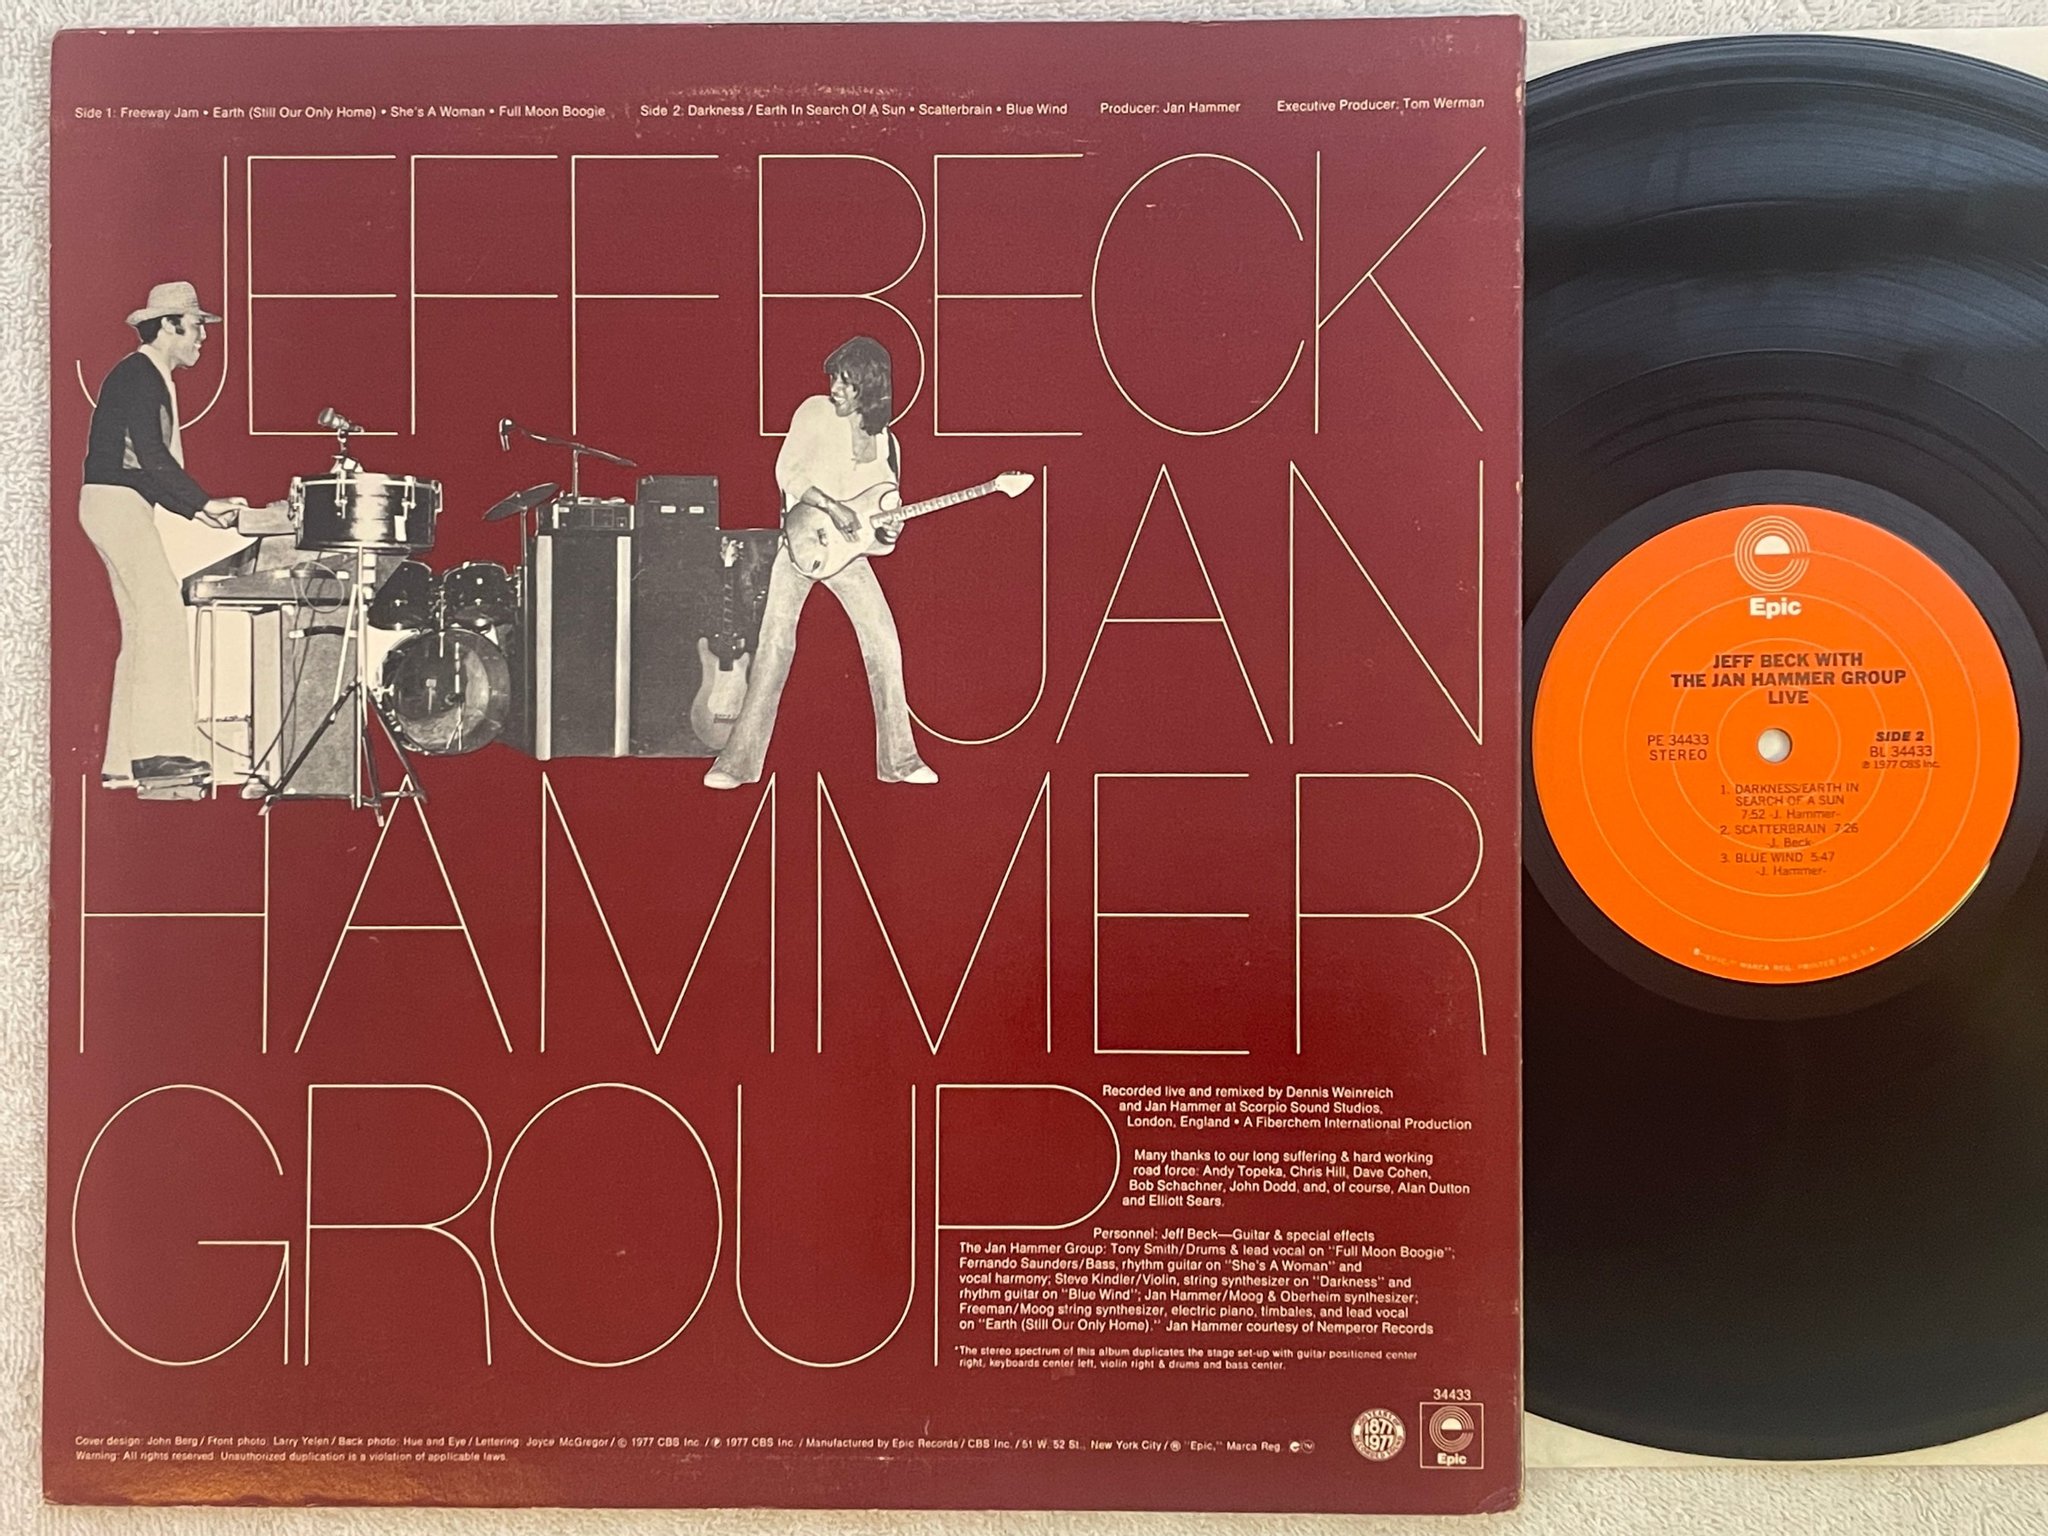 Side 1: Freeway Jam • Earth (Still Our Only Home) • She's A Woman • Full Moon Boogie Side 2: Darkness / Earth In Search Of A Sun • Scatterbrain • Blue Wind Producer: Jan Hammer Executive Producer: Tom Werman
JEFF BECK
JAN
HAMMER
GROUP
Recorded live and remixed by Dennis Weinreich
and Jan Hammer at Scorpio Sound Studios,
London, England • A Fiberchem International Production
Many thanks to our long suffering & hard working
road force: Andy Topeka, Chris Hill, Dave Cohen,
Bob Schachner, John Dodd, and, of course, Alan Dutton
and Elliott Sears.
Personnel: Jeff Beck—Guitar & special effects
The Jan Hammer Group: Tony Smith/Drums & lead vocal on "Full Moon Boogie";
Fernando Saunders/Bass, rhythm guitar on "She's A Woman" and
vocal harmony; Steve Kindler/Violin, string synthesizer on "Darkness" and
rhythm guitar on "Blue Wind"; Jan Hammer/Moog & Oberheim synthesizer;
Freeman/Moog string synthesizer, electric piano, timbales, and lead vocal
on "Earth (Still Our Only Home)." Jan Hammer courtesy of Nemperor Records
*The stereo spectrum of this album duplicates the stage set-up with guitar positioned center
right, keyboards center left, violin right & drums and bass center.
34433
1877
1977
Epic
Cover design: John Berg / Front photo: Larry Yelen / Back photo: Hue and Eye / Lettering: Joyce McGregor / © 1977 CBS Inc. / ℗ 1977 CBS Inc. / Manufactured by Epic Records / CBS Inc. / 51 W. 52 St., New York City / ® "Epic," Marca Reg.
Warning: All rights reserved. Unauthorized duplication is a violation of applicable laws.
Epic
JEFF BECK WITH
THE JAN HAMMER GROUP
LIVE
PE 34433
STEREO
SIDE 2
BL 34433
℗ 1977 CBS Inc.
1. DARKNESS/EARTH IN
SEARCH OF A SUN
7:52 -J. Hammer-
2. SCATTERBRAIN 7:26
-J. Beck-
3. BLUE WIND 5:47
-J. Hammer-
®-"EPIC," MARCA REG. PRINTED IN U.S.A.